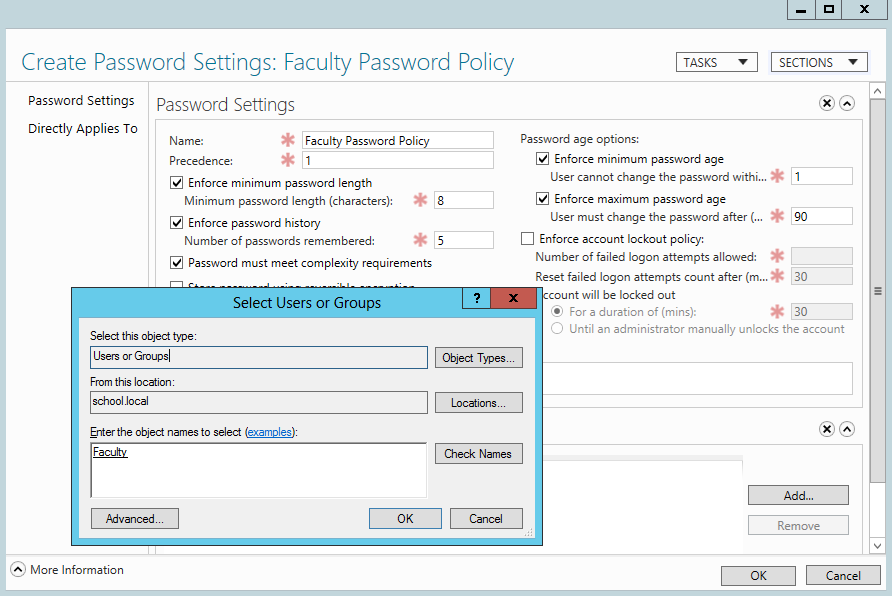 Create Password Settings: Faculty Password Policy
TASKS
SECTIONS
Password Settings
Directly Applies To
Password Settings
Name:
Faculty Password Policy
Precedence:
1
Enforce minimum password length
Minimum password length (characters):
8
Enforce password history
Number of passwords remembered:
5
Password must meet complexity requirements
Store password using reversible encryption
Password age options:
Enforce minimum password age
User cannot change the password withi...
1
Enforce maximum password age
User must change the password after (...
90
Enforce account lockout policy:
Number of failed logon attempts allowed:
Reset failed logon attempts count after (m...
30
ccount will be locked out
For a duration of (mins):
30
Until an administrator manually unlocks the account
Select Users or Groups
?
Select this object type:
Users or Groups
Object Types...
From this location:
school.local
Locations...
Enter the object names to select (examples):
Faculty
Check Names
Advanced...
OK
Cancel
Add...
Remove
More Information
OK
Cancel